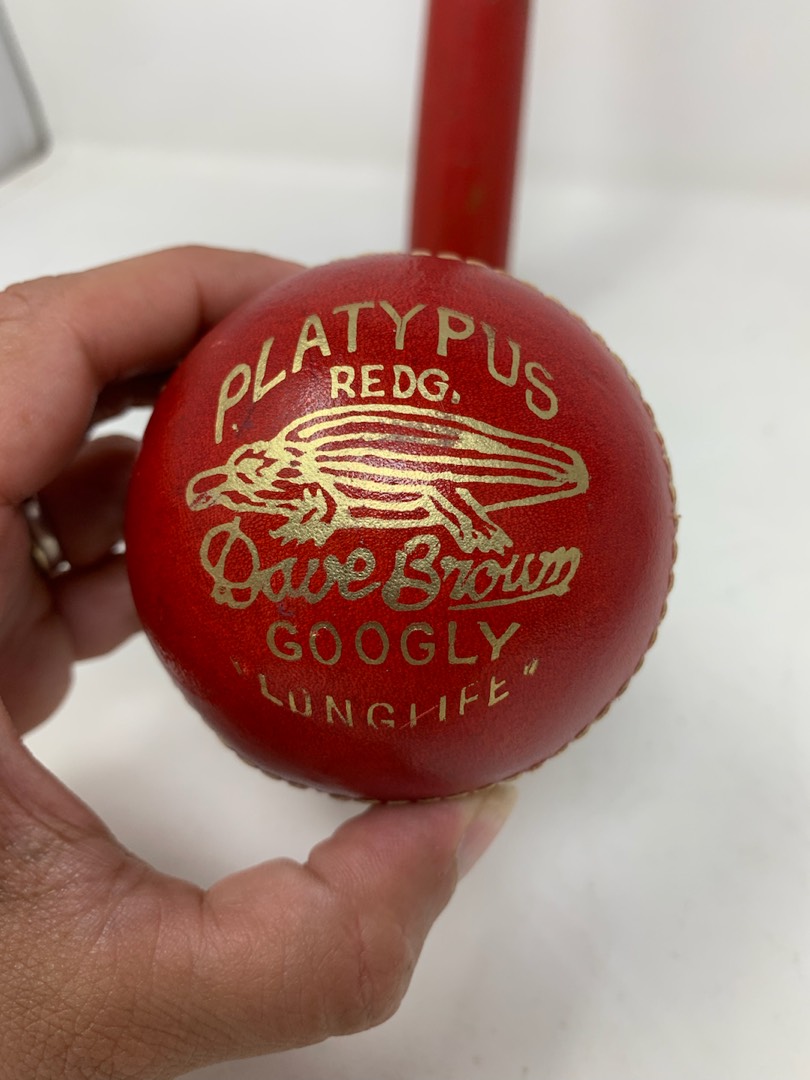 PLATYPUS
REDG.
Dave Brown
GOOGLY
"LONGLIFE"